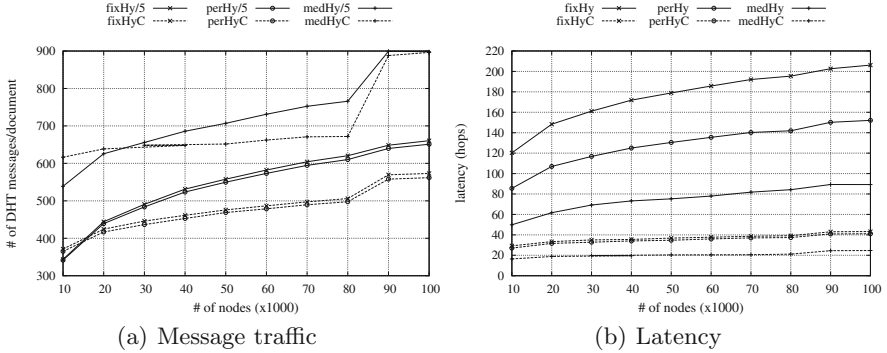 fixHy/5 perHy/5 medHy/5
fixHyC perHyC medHyC
900
800
700
600
500
400
300
# of DHT messages/document
10 20 30 40 50 60 70 80 90 100
# of nodes (x1000)
(a) Message traffic
fixHy perHy medHy
fixHyC perHyC medHyC
220
200
180
160
140
120
100
80
60
40
20
0
latency (hops)
10 20 30 40 50 60 70 80 90 100
# of nodes (x1000)
(b) Latency